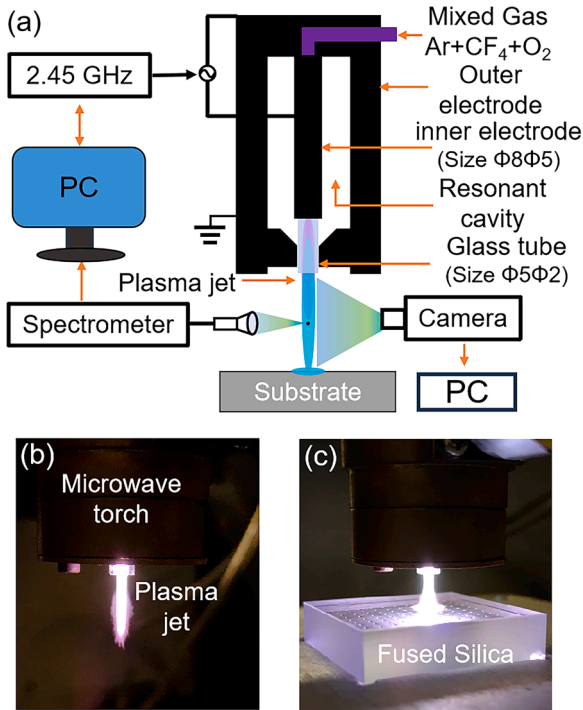 (a)
Mixed Gas
Ar+CF₄+O₂
2.45 GHz
Outer
electrode
inner electrode
(Size Φ8Φ5)
PC
Resonant
cavity
Glass tube
(Size Φ5Φ2)
Plasma jet
Spectrometer
Camera
Substrate
PC
(b)
Microwave
torch
Plasma
jet
(c)
Fused Silica